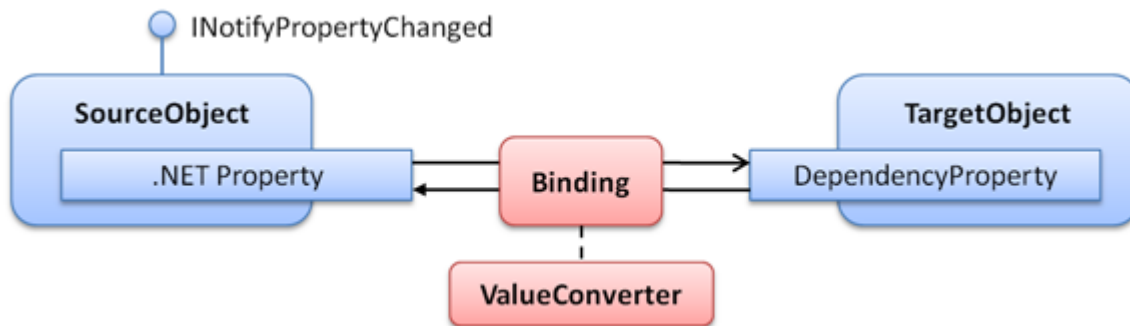 INotifyPropertyChanged
SourceObject
TargetObject
.NET Property
Binding
DependencyProperty
ValueConverter